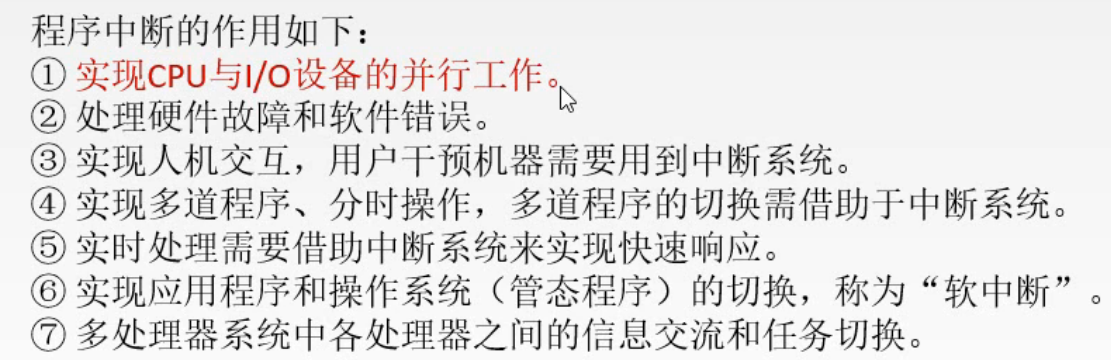 程序中断的作用如下：
① 实现CPU与I/O设备的并行工作。
② 处理硬件故障和软件错误。
③ 实现人机交互，用户干预机器需要用到中断系统。
④ 实现多道程序、分时操作，多道程序的切换需借助于中断系统。
⑤ 实时处理需要借助中断系统来实现快速响应。
⑥ 实现应用程序和操作系统（管态程序）的切换，称为“软中断”。
⑦ 多处理器系统中各处理器之间的信息交流和任务切换。